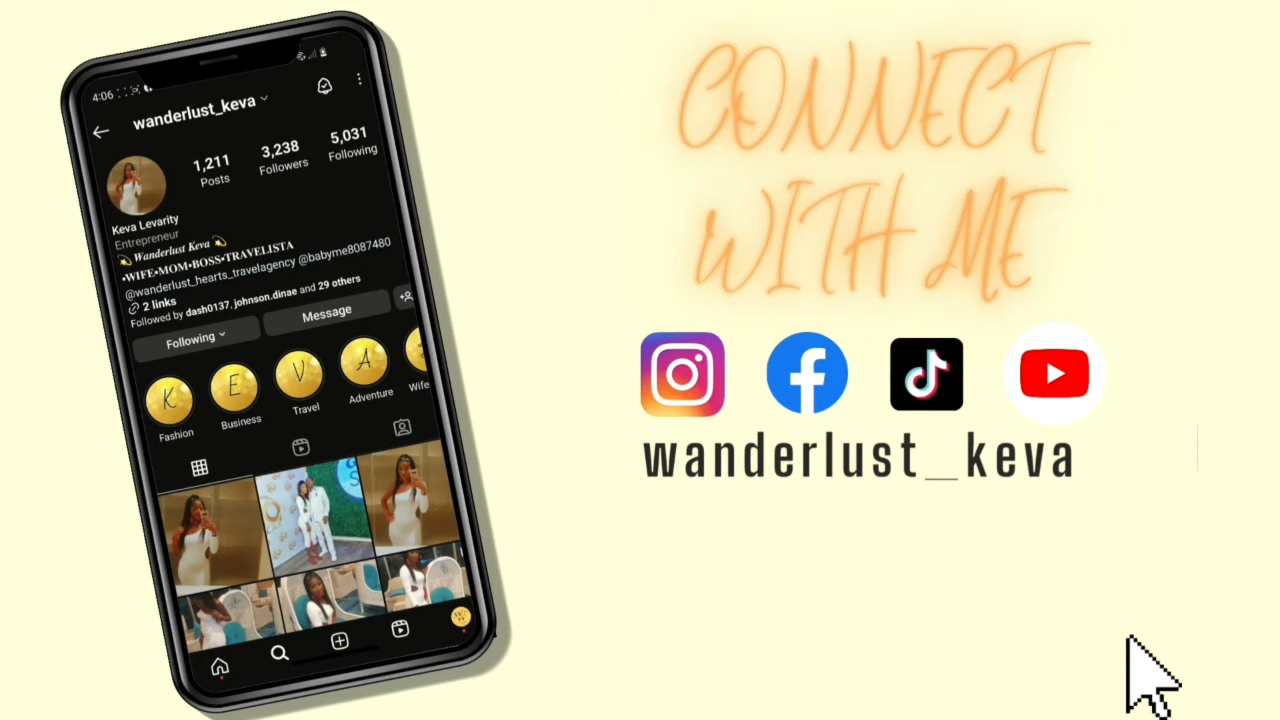 4:06
wanderlust_keva
1,211 3,238 5,031
Posts Followers Following
Keva Levarity
Entrepreneur
💫 Wanderlust Keva 💫
•WIFE•MOM•BOSS•TRAVELISTA
@wanderlust_hearts_travelagency @babyme8087480
2 links
Followed by dash0137, johnson.dinae and 29 others
Following Message
K E V A
Fashion Business Travel Adventure Wife
CONNECT
WITH ME
wanderlust_keva